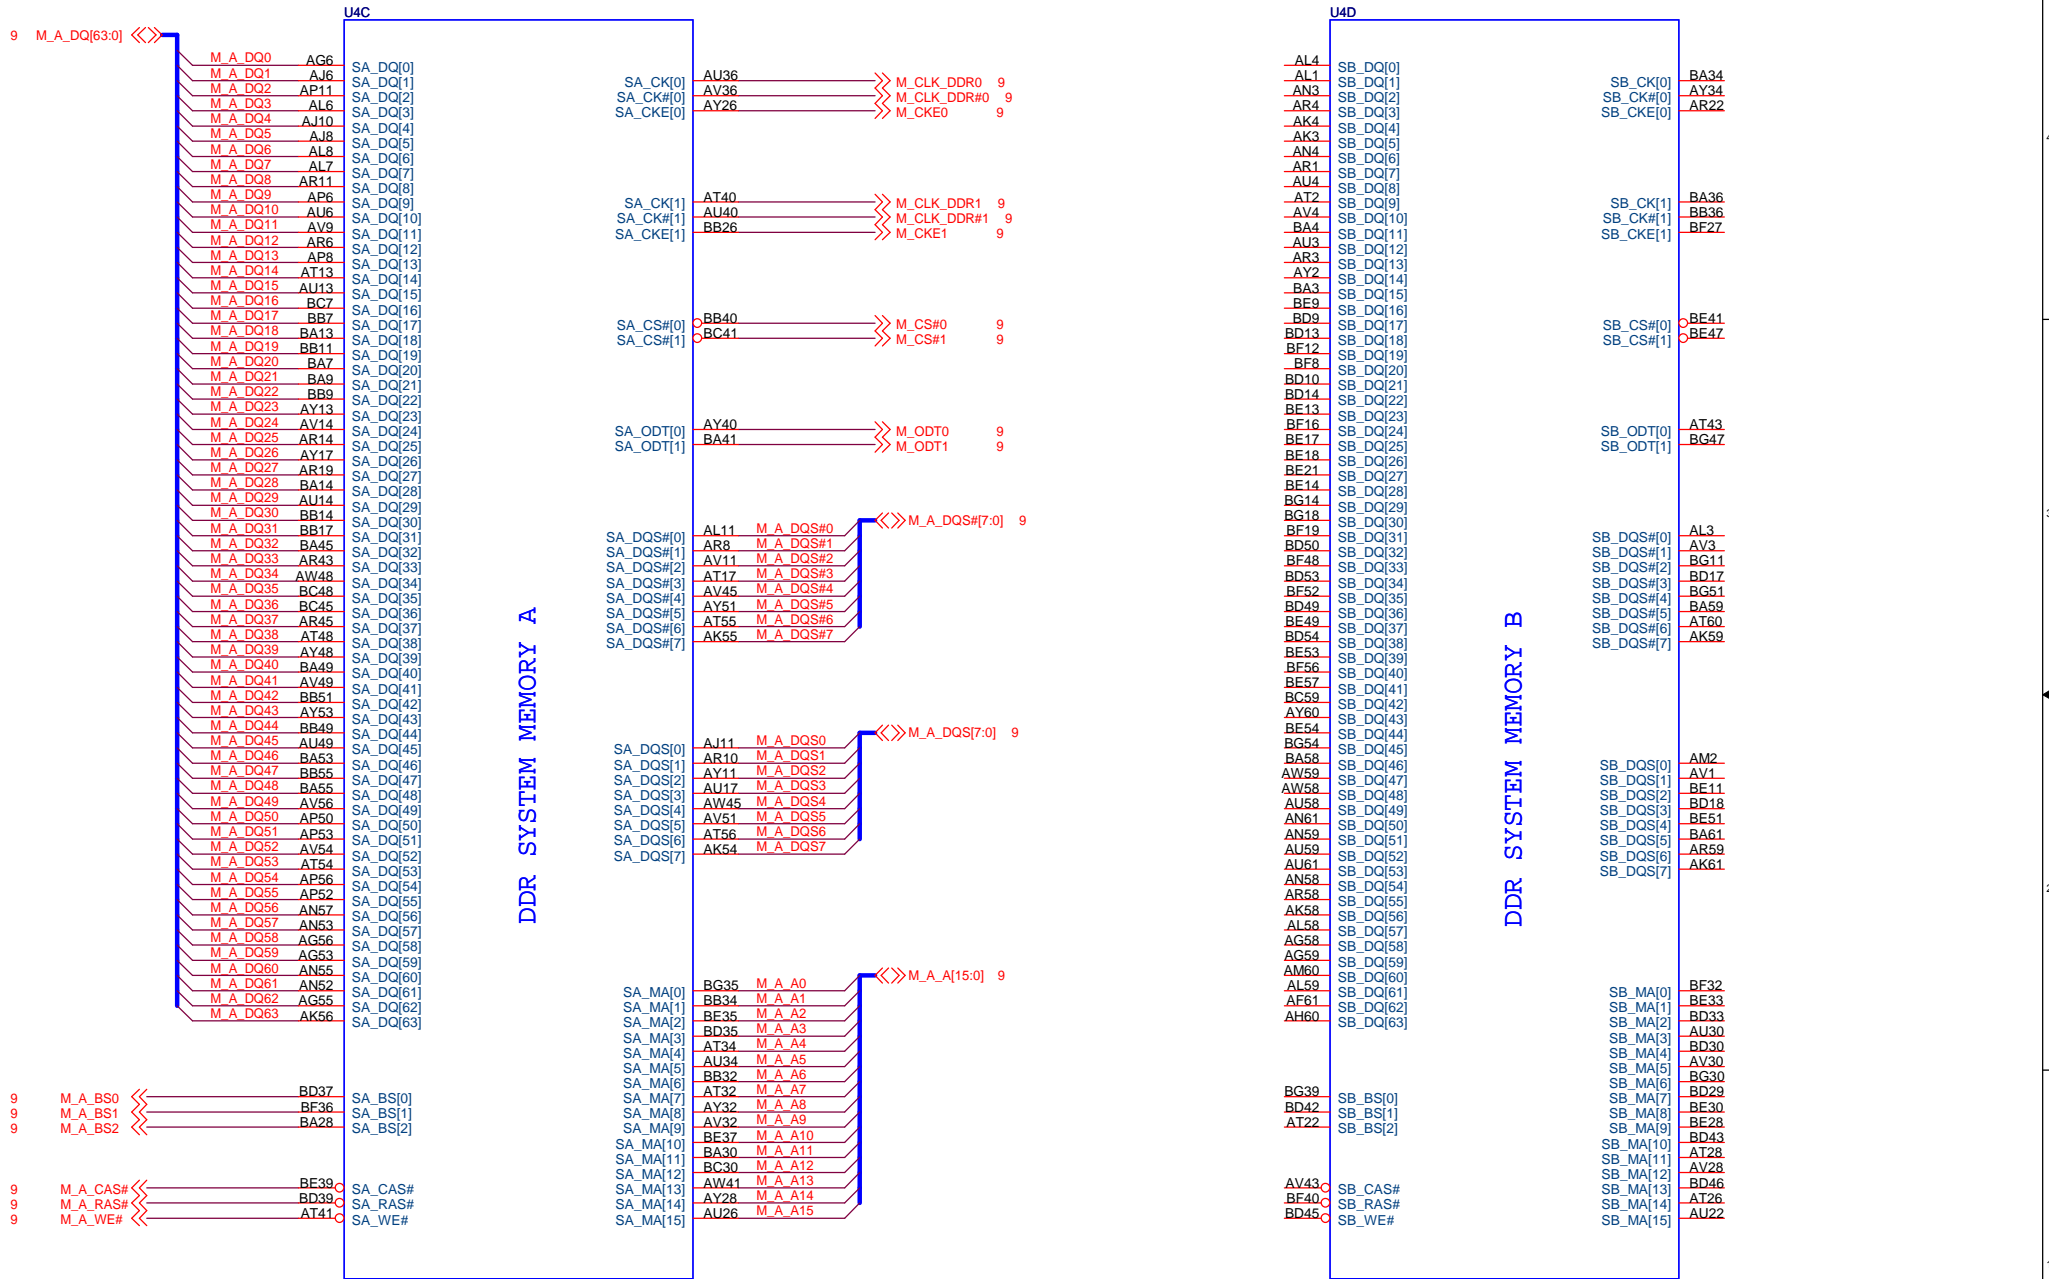 U4C
9 M_A_DQ[63:0]
M_A_DQ0 AG6 SA_DQ[0]
M_A_DQ1 AJ6 SA_DQ[1]
M_A_DQ2 AP11 SA_DQ[2]
M_A_DQ3 AL6 SA_DQ[3]
M_A_DQ4 AJ10 SA_DQ[4]
M_A_DQ5 AJ8 SA_DQ[5]
M_A_DQ6 AL8 SA_DQ[6]
M_A_DQ7 AL7 SA_DQ[7]
M_A_DQ8 AR11 SA_DQ[8]
M_A_DQ9 AP6 SA_DQ[9]
M_A_DQ10 AU6 SA_DQ[10]
M_A_DQ11 AV9 SA_DQ[11]
M_A_DQ12 AR6 SA_DQ[12]
M_A_DQ13 AP8 SA_DQ[13]
M_A_DQ14 AT13 SA_DQ[14]
M_A_DQ15 AU13 SA_DQ[15]
M_A_DQ16 BC7 SA_DQ[16]
M_A_DQ17 BB7 SA_DQ[17]
M_A_DQ18 BA13 SA_DQ[18]
M_A_DQ19 BB11 SA_DQ[19]
M_A_DQ20 BA7 SA_DQ[20]
M_A_DQ21 BA9 SA_DQ[21]
M_A_DQ22 BB9 SA_DQ[22]
M_A_DQ23 AY13 SA_DQ[23]
M_A_DQ24 AV14 SA_DQ[24]
M_A_DQ25 AR14 SA_DQ[25]
M_A_DQ26 AY17 SA_DQ[26]
M_A_DQ27 AR19 SA_DQ[27]
M_A_DQ28 BA14 SA_DQ[28]
M_A_DQ29 AU14 SA_DQ[29]
M_A_DQ30 BB14 SA_DQ[30]
M_A_DQ31 BB17 SA_DQ[31]
M_A_DQ32 BA45 SA_DQ[32]
M_A_DQ33 AR43 SA_DQ[33]
M_A_DQ34 AW48 SA_DQ[34]
M_A_DQ35 BC48 SA_DQ[35]
M_A_DQ36 BC45 SA_DQ[36]
M_A_DQ37 AR45 SA_DQ[37]
M_A_DQ38 AT48 SA_DQ[38]
M_A_DQ39 AY48 SA_DQ[39]
M_A_DQ40 BA49 SA_DQ[40]
M_A_DQ41 AV49 SA_DQ[41]
M_A_DQ42 BB51 SA_DQ[42]
M_A_DQ43 AY53 SA_DQ[43]
M_A_DQ44 BB49 SA_DQ[44]
M_A_DQ45 AU49 SA_DQ[45]
M_A_DQ46 BA53 SA_DQ[46]
M_A_DQ47 BB55 SA_DQ[47]
M_A_DQ48 BA55 SA_DQ[48]
M_A_DQ49 AV56 SA_DQ[49]
M_A_DQ50 AP50 SA_DQ[50]
M_A_DQ51 AP53 SA_DQ[51]
M_A_DQ52 AV54 SA_DQ[52]
M_A_DQ53 AT54 SA_DQ[53]
M_A_DQ54 AP56 SA_DQ[54]
M_A_DQ55 AP52 SA_DQ[55]
M_A_DQ56 AN57 SA_DQ[56]
M_A_DQ57 AN53 SA_DQ[57]
M_A_DQ58 AG56 SA_DQ[58]
M_A_DQ59 AG53 SA_DQ[59]
M_A_DQ60 AN55 SA_DQ[60]
M_A_DQ61 AN52 SA_DQ[61]
M_A_DQ62 AG55 SA_DQ[62]
M_A_DQ63 AK56 SA_DQ[63]
9 M_A_BS0 BD37 SA_BS[0]
9 M_A_BS1 BF36 SA_BS[1]
9 M_A_BS2 BA28 SA_BS[2]
9 M_A_CAS# BE39 SA_CAS#
9 M_A_RAS# BD39 SA_RAS#
9 M_A_WE# AT41 SA_WE#
DDR SYSTEM MEMORY A
SA_CK[0] AU36 M_CLK_DDR0 9
SA_CK#[0] AV36 M_CLK_DDR#0 9
SA_CKE[0] AY26 M_CKE0 9
SA_CK[1] AT40 M_CLK_DDR1 9
SA_CK#[1] AU40 M_CLK_DDR#1 9
SA_CKE[1] BB26 M_CKE1 9
SA_CS#[0] BB40 M_CS#0 9
SA_CS#[1] BC41 M_CS#1 9
SA_ODT[0] AY40 M_ODT0 9
SA_ODT[1] BA41 M_ODT1 9
M_A_DQS#[7:0] 9
SA_DQS#[0] AL11 M_A_DQS#0
SA_DQS#[1] AR8 M_A_DQS#1
SA_DQS#[2] AV11 M_A_DQS#2
SA_DQS#[3] AT17 M_A_DQS#3
SA_DQS#[4] AV45 M_A_DQS#4
SA_DQS#[5] AY51 M_A_DQS#5
SA_DQS#[6] AT55 M_A_DQS#6
SA_DQS#[7] AK55 M_A_DQS#7
M_A_DQS[7:0] 9
SA_DQS[0] AJ11 M_A_DQS0
SA_DQS[1] AR10 M_A_DQS1
SA_DQS[2] AY11 M_A_DQS2
SA_DQS[3] AU17 M_A_DQS3
SA_DQS[4] AW45 M_A_DQS4
SA_DQS[5] AV51 M_A_DQS5
SA_DQS[6] AT56 M_A_DQS6
SA_DQS[7] AK54 M_A_DQS7
M_A_A[15:0] 9
SA_MA[0] BG35 M_A_A0
SA_MA[1] BB34 M_A_A1
SA_MA[2] BE35 M_A_A2
SA_MA[3] BD35 M_A_A3
SA_MA[4] AT34 M_A_A4
SA_MA[5] AU34 M_A_A5
SA_MA[6] BB32 M_A_A6
SA_MA[7] AT32 M_A_A7
SA_MA[8] AY32 M_A_A8
SA_MA[9] AV32 M_A_A9
SA_MA[10] BE37 M_A_A10
SA_MA[11] BA30 M_A_A11
SA_MA[12] BC30 M_A_A12
SA_MA[13] AW41 M_A_A13
SA_MA[14] AY28 M_A_A14
SA_MA[15] AU26 M_A_A15
U4D
AL4 SB_DQ[0]
AL1 SB_DQ[1]
AN3 SB_DQ[2]
AR4 SB_DQ[3]
AK4 SB_DQ[4]
AK3 SB_DQ[5]
AN4 SB_DQ[6]
AR1 SB_DQ[7]
AU4 SB_DQ[8]
AT2 SB_DQ[9]
AV4 SB_DQ[10]
BA4 SB_DQ[11]
AU3 SB_DQ[12]
AR3 SB_DQ[13]
AY2 SB_DQ[14]
BA3 SB_DQ[15]
BE9 SB_DQ[16]
BD9 SB_DQ[17]
BD13 SB_DQ[18]
BF12 SB_DQ[19]
BF8 SB_DQ[20]
BD10 SB_DQ[21]
BD14 SB_DQ[22]
BE13 SB_DQ[23]
BF16 SB_DQ[24]
BE17 SB_DQ[25]
BE18 SB_DQ[26]
BE21 SB_DQ[27]
BE14 SB_DQ[28]
BG14 SB_DQ[29]
BG18 SB_DQ[30]
BF19 SB_DQ[31]
BD50 SB_DQ[32]
BF48 SB_DQ[33]
BD53 SB_DQ[34]
BF52 SB_DQ[35]
BD49 SB_DQ[36]
BE49 SB_DQ[37]
BD54 SB_DQ[38]
BE53 SB_DQ[39]
BF56 SB_DQ[40]
BE57 SB_DQ[41]
BC59 SB_DQ[42]
AY60 SB_DQ[43]
BE54 SB_DQ[44]
BG54 SB_DQ[45]
BA58 SB_DQ[46]
AW59 SB_DQ[47]
AW58 SB_DQ[48]
AU58 SB_DQ[49]
AN61 SB_DQ[50]
AN59 SB_DQ[51]
AU59 SB_DQ[52]
AU61 SB_DQ[53]
AN58 SB_DQ[54]
AR58 SB_DQ[55]
AK58 SB_DQ[56]
AL58 SB_DQ[57]
AG58 SB_DQ[58]
AG59 SB_DQ[59]
AM60 SB_DQ[60]
AL59 SB_DQ[61]
AF61 SB_DQ[62]
AH60 SB_DQ[63]
BG39 SB_BS[0]
BD42 SB_BS[1]
AT22 SB_BS[2]
AV43 SB_CAS#
BF40 SB_RAS#
BD45 SB_WE#
DDR SYSTEM MEMORY B
SB_CK[0] BA34
SB_CK#[0] AY34
SB_CKE[0] AR22
SB_CK[1] BA36
SB_CK#[1] BB36
SB_CKE[1] BF27
SB_CS#[0] BE41
SB_CS#[1] BE47
SB_ODT[0] AT43
SB_ODT[1] BG47
SB_DQS#[0] AL3
SB_DQS#[1] AV3
SB_DQS#[2] BG11
SB_DQS#[3] BD17
SB_DQS#[4] BG51
SB_DQS#[5] BA59
SB_DQS#[6] AT60
SB_DQS#[7] AK59
SB_DQS[0] AM2
SB_DQS[1] AV1
SB_DQS[2] BE11
SB_DQS[3] BD18
SB_DQS[4] BE51
SB_DQS[5] BA61
SB_DQS[6] AR59
SB_DQS[7] AK61
SB_MA[0] BF32
SB_MA[1] BE33
SB_MA[2] BD33
SB_MA[3] AU30
SB_MA[4] BD30
SB_MA[5] AV30
SB_MA[6] BG30
SB_MA[7] BD29
SB_MA[8] BE30
SB_MA[9] BE28
SB_MA[10] BD43
SB_MA[11] AT28
SB_MA[12] AV28
SB_MA[13] BD46
SB_MA[14] AT26
SB_MA[15] AU22